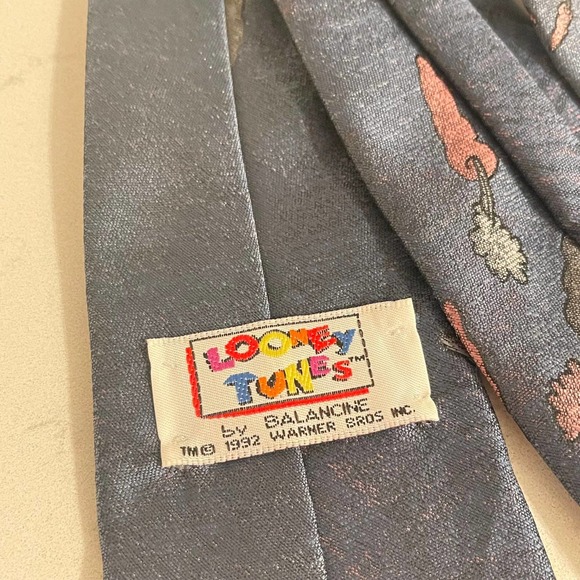 LOONEY
TUNES™
by BALANCINE
TM© 1992 WARNER BROS INC.